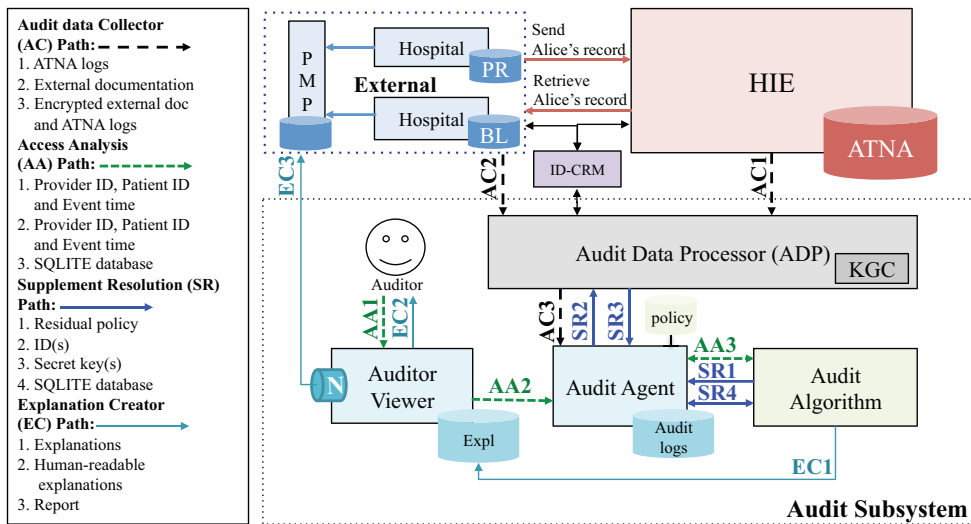 Audit data Collector
(AC) Path:
1. ATNA logs
2. External documentation
3. Encrypted external doc
and ATNA logs
Access Analysis
(AA) Path:
1. Provider ID, Patient ID
and Event time
2. Provider ID, Patient ID
and Event time
3. SQLITE database
Supplement Resolution (SR)
Path:
1. Residual policy
2. ID(s)
3. Secret key(s)
4. SQLITE database
Explanation Creator
(EC) Path:
1. Explanations
2. Human-readable
explanations
3. Report
P
M
P
Hospital
PR
External
Hospital
BL
Send
Alice's record
Retrieve
Alice's record
HIE
ATNA
ID-CRM
EC3
AC2
AC1
Audit Data Processor (ADP)
KGC
Auditor
AA1
EC2
AC3
SR2
SR3
policy
N
Auditor
Viewer
Expl
AA2
Audit Agent
Audit
logs
AA3
SR1
SR4
Audit
Algorithm
EC1
Audit Subsystem